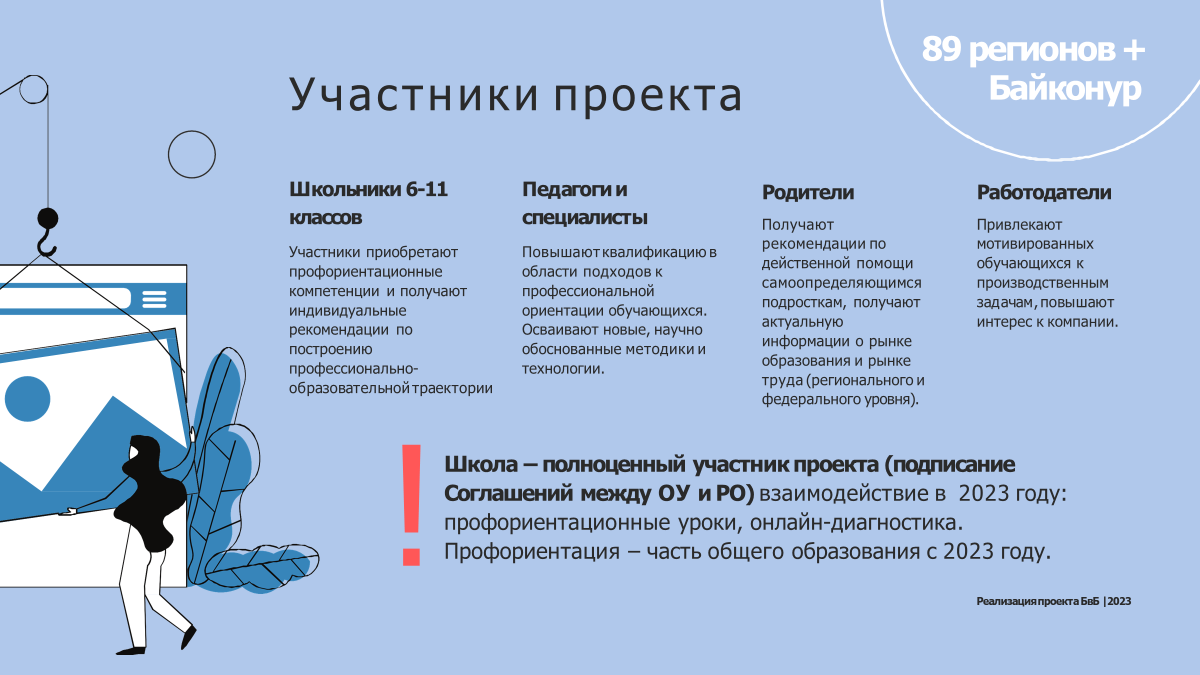 89 регионов +
Байконур
Участники проекта
Школьники 6-11
классов
Участники приобретают
профориентационные
компетенции и получают
индивидуальные
рекомендации по
построению
профессионально-
образовательной траектории
Педагоги и
специалисты
Повышают квалификацию в
области подходов к
профессиональной
ориентации обучающихся.
Осваивают новые, научно
обоснованные методики и
технологии.
Родители
Получают
рекомендации по
действенной помощи
самоопределяющимся
подросткам, получают
актуальную
информации о рынке
образования и рынке
труда (регионального и
федерального уровня).
Работодатели
Привлекают
мотивированных
обучающихся к
производственным
задачам, повышают
интерес к компании.
!
Школа – полноценный участник проекта (подписание
Соглашений между ОУ и РО) взаимодействие в 2023 году:
профориентационные уроки, онлайн-диагностика.
Профориентация – часть общего образования с 2023 году.
Реализация проекта БвБ |2023